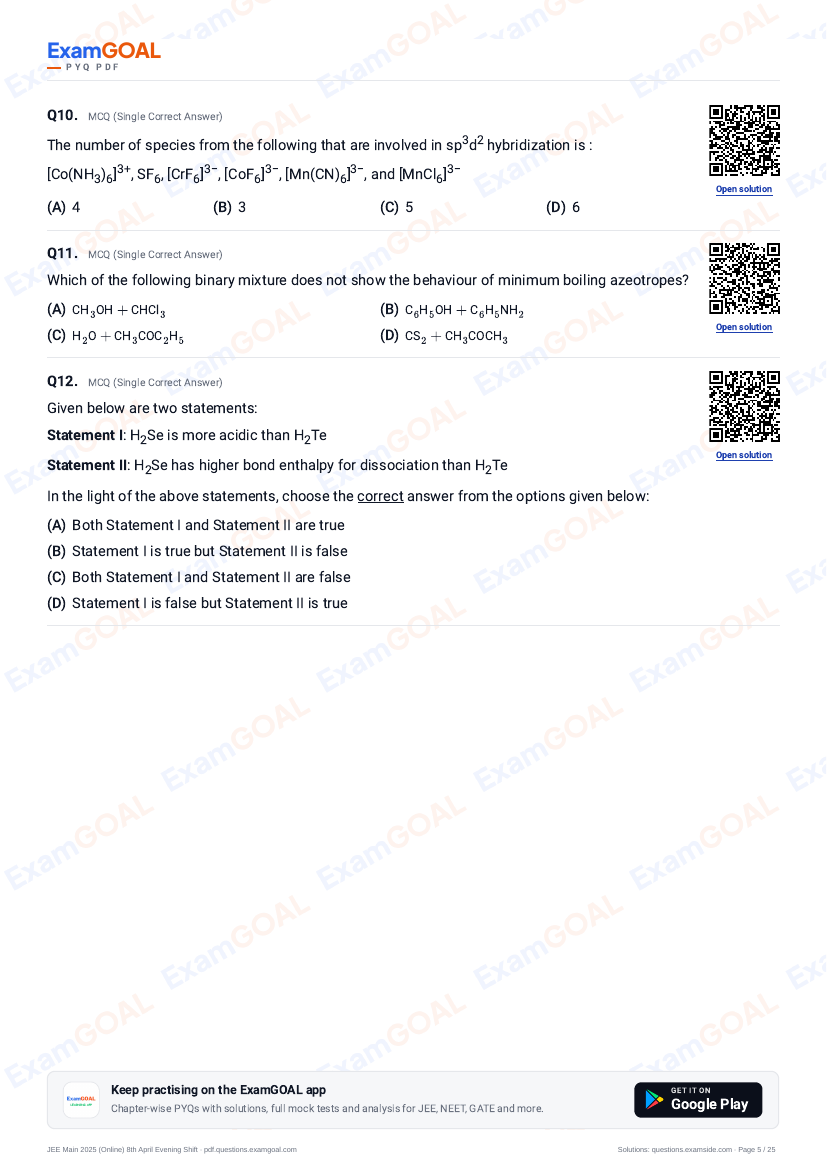 ExamGOAL
PYQ PDF
Q10. MCQ (Single Correct Answer)
The number of species from the following that are involved in sp³d² hybridization is :
[Co(NH₃)₆]³⁺, SF₆, [CrF₆]³⁻, [CoF₆]³⁻, [Mn(CN)₆]³⁻, and [MnCl₆]³⁻
(A) 4 (B) 3 (C) 5 (D) 6
Open solution
Q11. MCQ (Single Correct Answer)
Which of the following binary mixture does not show the behaviour of minimum boiling azeotropes?
(A) CH₃OH + CHCl₃ (B) C₆H₅OH + C₆H₅NH₂
(C) H₂O + CH₃COC₂H₅ (D) CS₂ + CH₃COCH₃
Open solution
Q12. MCQ (Single Correct Answer)
Given below are two statements:
Statement I: H₂Se is more acidic than H₂Te
Statement II: H₂Se has higher bond enthalpy for dissociation than H₂Te
Open solution
In the light of the above statements, choose the correct answer from the options given below:
(A) Both Statement I and Statement II are true
(B) Statement I is true but Statement II is false
(C) Both Statement I and Statement II are false
(D) Statement I is false but Statement II is true
ExamGOAL
Keep practising on the ExamGOAL app
Chapter-wise PYQs with solutions, full mock tests and analysis for JEE, NEET, GATE and more.
GET IT ON
Google Play
JEE Main 2025 (Online) 8th April Evening Shift · pdf.questions.examgoal.com
Solutions: questions.examside.com · Page 5 / 25